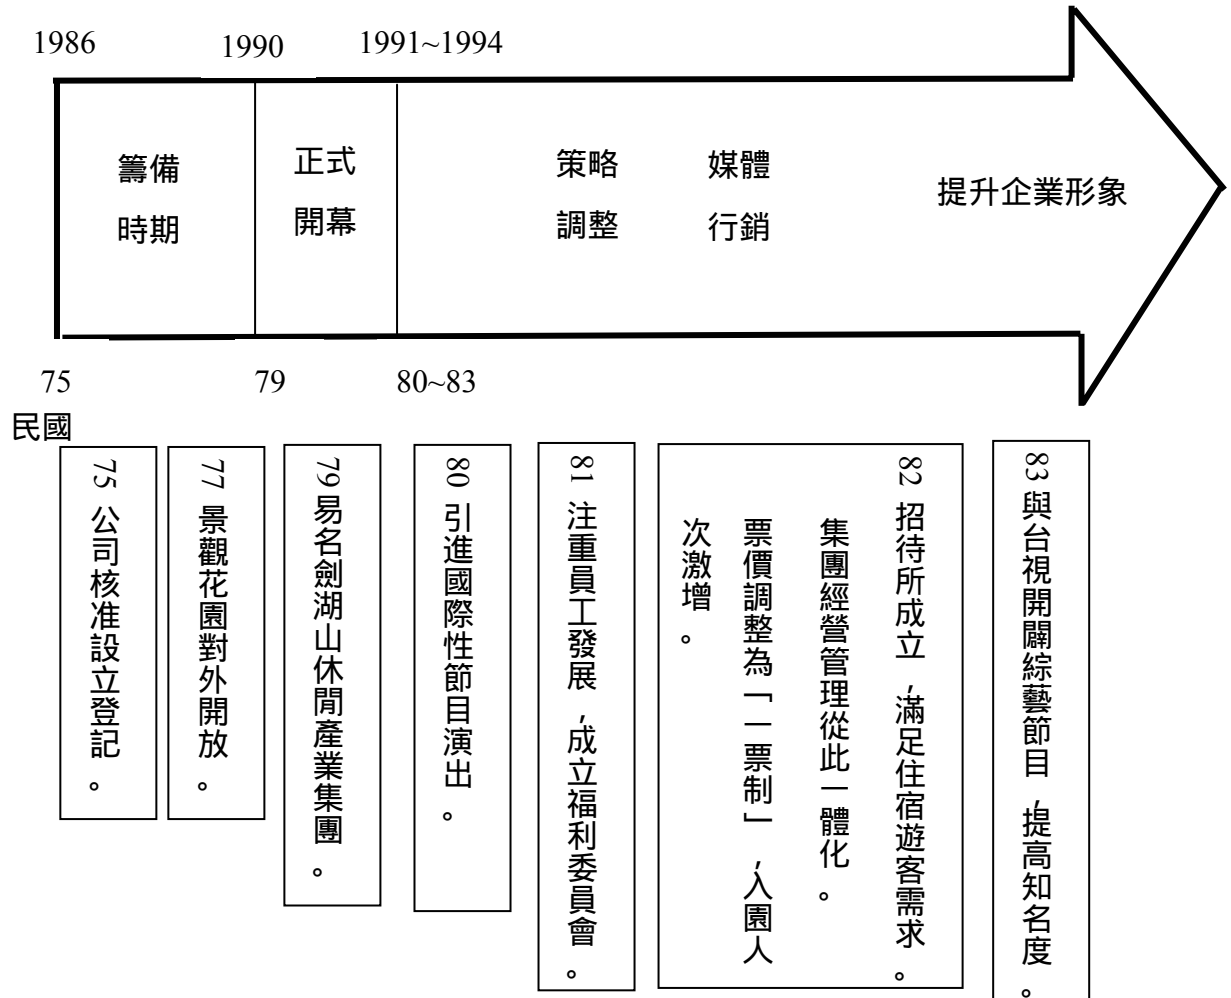 1986
1990
1991~1994
籌備
時期
正式
開幕
策略
調整
媒體
行銷
提升企業形象
75
79
80~83
民國
75 公司核准設立登記。
77 景觀花園對外開放。
79易名劍湖山休閒產業集團。
80 引進國際性節目演出。
81 注重員工發展,成立福利委員會。
82 招待所成立,滿足住宿遊客需求。
集團經營管理從此一體化。
票價調整為「一票制」,入園人
次激增。
83與台視開闢綜藝節目,提高知名度。